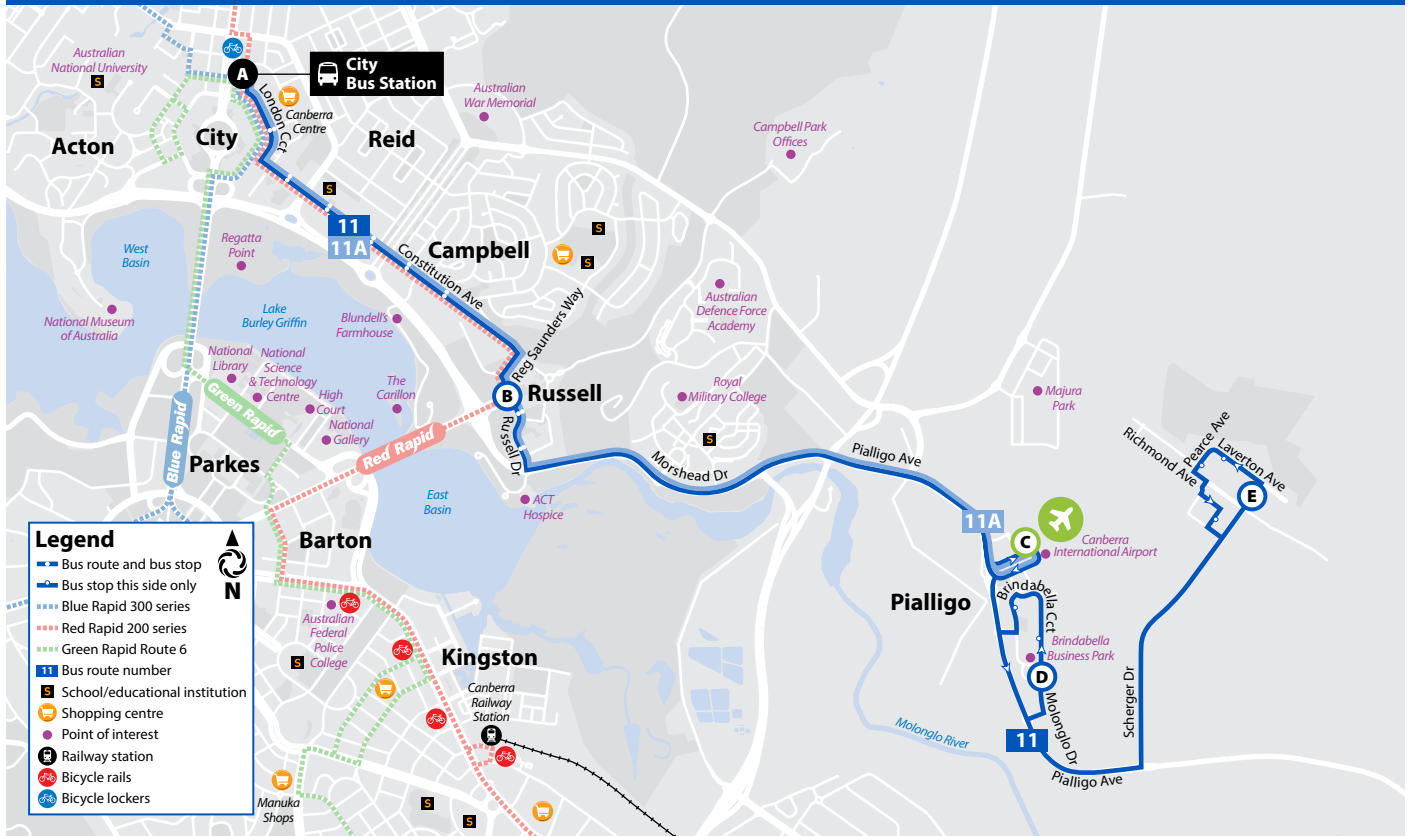 Australian
National University
S
A
City
Bus Station
London Cct
Canberra
Centre
Australian
War Memorial
Campbell Park
Offices
Acton
City
Reid
S
11
11A
Constitution Ave
Campbell
S
S
West
Basin
Regatta
Point
Lake
Burley Griffin
Blundell's
Farmhouse
Reg Saunders Way
Australian
Defence Force
Academy
National Museum
of Australia
National
Library
National
Science
& Technology
Centre
High
Court
National
Gallery
The
Carillon
B
Russell
Russell Dr
Royal
Military College
S
Majura
Park
Green Rapid
Blue Rapid
Red Rapid
Parkes
East
Basin
ACT
Hospice
Morshead Dr
Pialligo Ave
Richmond Ave
Pearce Ave
Laverton Ave
E
11A
C
Canberra
International Airport
Barton
Pialligo
Brindabella Cct
Brindabella
Business Park
D
Molonglo Dr
11
Scherger Dr
Pialligo Ave
Molonglo River
Australian
Federal
Police
College
S
Kingston
Canberra
Railway
Station
Manuka
Shops
S
S
Legend
N
Bus route and bus stop
Bus stop this side only
Blue Rapid 300 series
Red Rapid 200 series
Green Rapid Route 6
11 Bus route number
S School/educational institution
Shopping centre
Point of interest
Railway station
Bicycle rails
Bicycle lockers